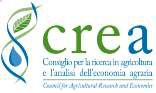 crea
Consiglio per la ricerca in agricoltura
e l'analisi dell'economia agraria
Council for Agricultural Research and Economics